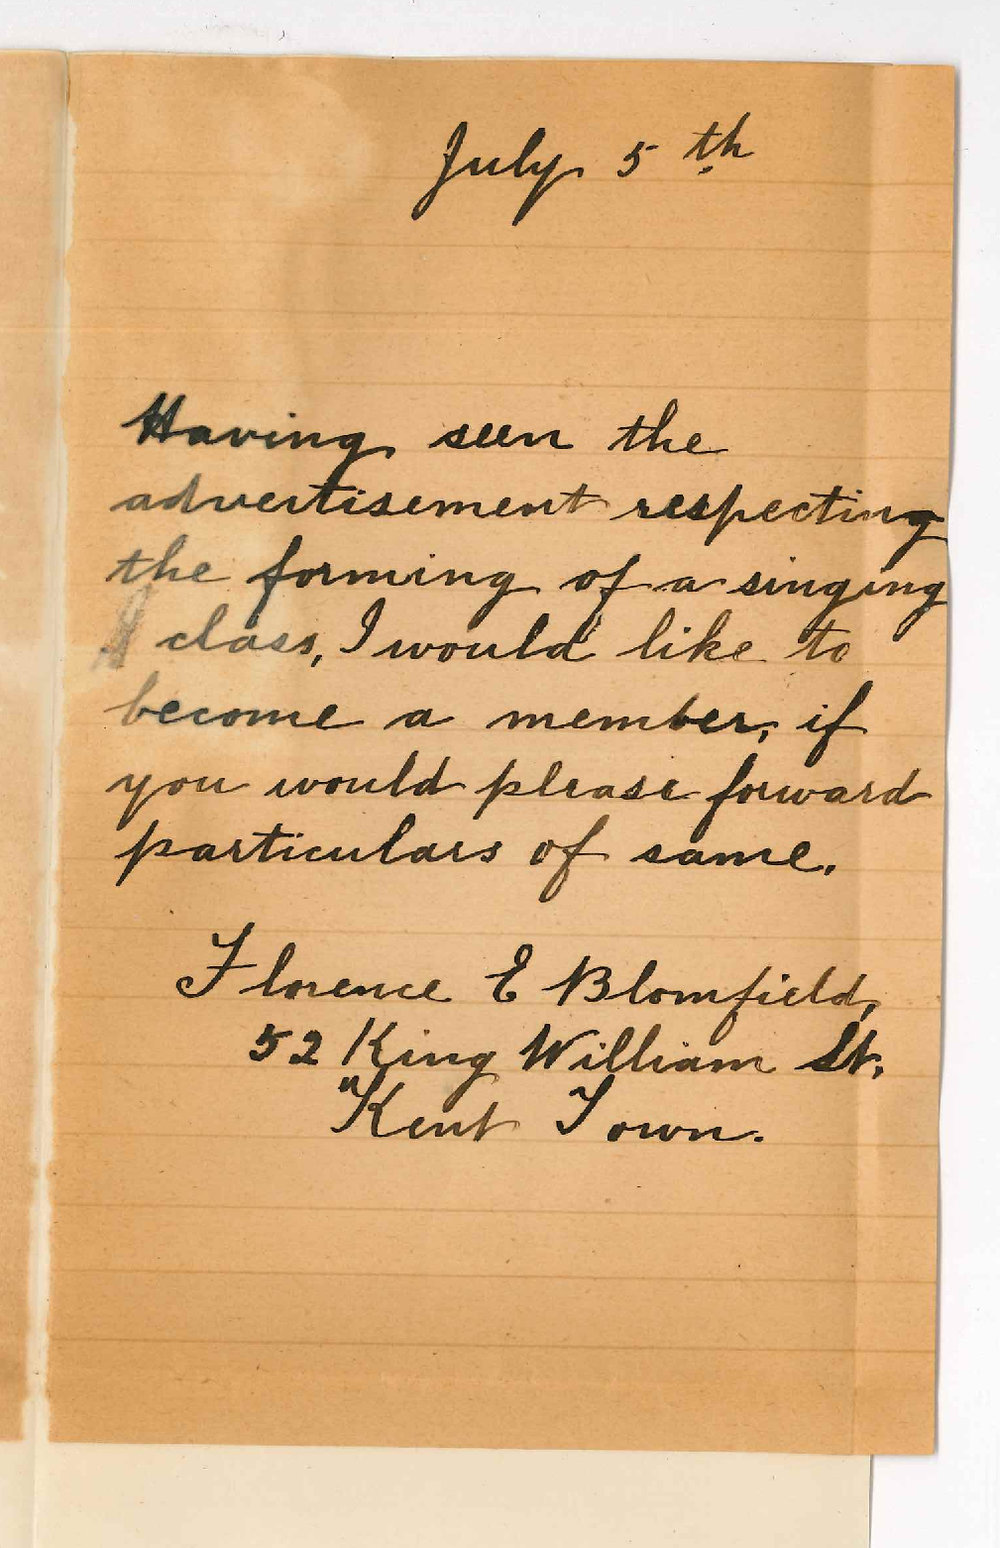 July 5th
Having seen the
advertisement respecting
the forming of a singing
class, I would like to
become a member, if
you would please forward
particulars of same.
Florence E Blomfield,
52 King William St.
"Kent Town.